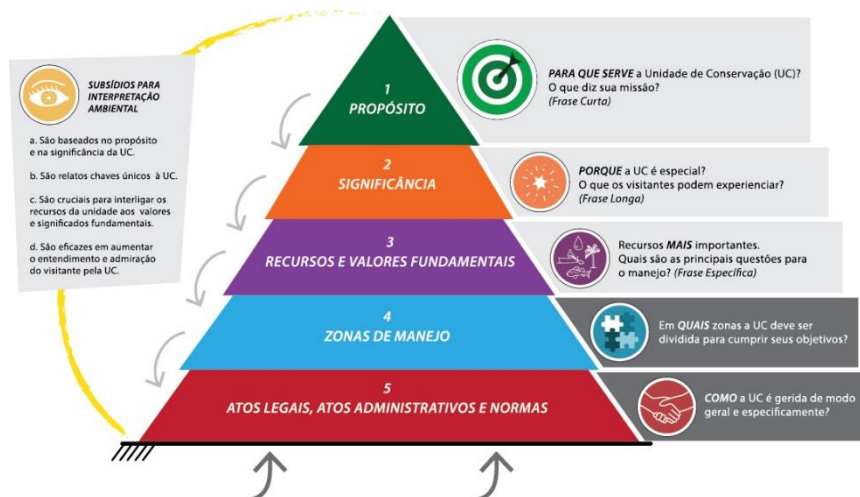 SUBSÍDIOS PARA
INTERPRETAÇÃO
AMBIENTAL
a. São baseados no propósito
e na significância da UC.
b. São relatos chaves únicos à UC.
c. São cruciais para interligar os
recursos da unidade aos valores
e significados fundamentais.
d. São eficazes em aumentar
o entendimento e admiração
do visitante pela UC.
1
PROPÓSITO
PARA QUE SERVE a Unidade de Conservação (UC)?
O que diz sua missão?
(Frase Curta)
2
SIGNIFICÂNCIA
PORQUE a UC é especial?
O que os visitantes podem experienciar?
(Frase Longa)
3
RECURSOS E VALORES FUNDAMENTAIS
Recursos MAIS importantes.
Quais são as principais questões para
o manejo? (Frase Específica)
4
ZONAS DE MANEJO
Em QUAIS zonas a UC deve ser
dividida para cumprir seus objetivos?
5
ATOS LEGAIS, ATOS ADMINISTRATIVOS E NORMAS
COMO a UC é gerida de modo
geral e especificamente?